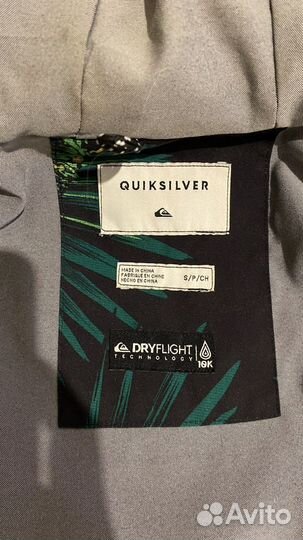 QUIKSILVER
MADE IN CHINA
FABRIQUÉ EN CHINE
HECHO EN CHINA
S/P/CH
DRYFLIGHT
TECHNOLOGY
10K
Avito